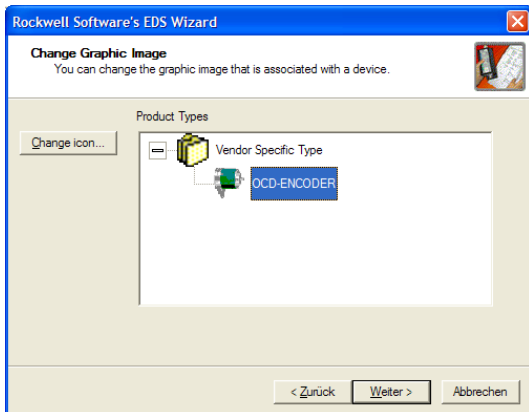 Rockwell Software's EDS Wizard
Change Graphic Image
You can change the graphic image that is associated with a device.
Product Types
Change icon...
Vendor Specific Type
OCD-ENCODER
< Zurück
Weiter >
Abbrechen